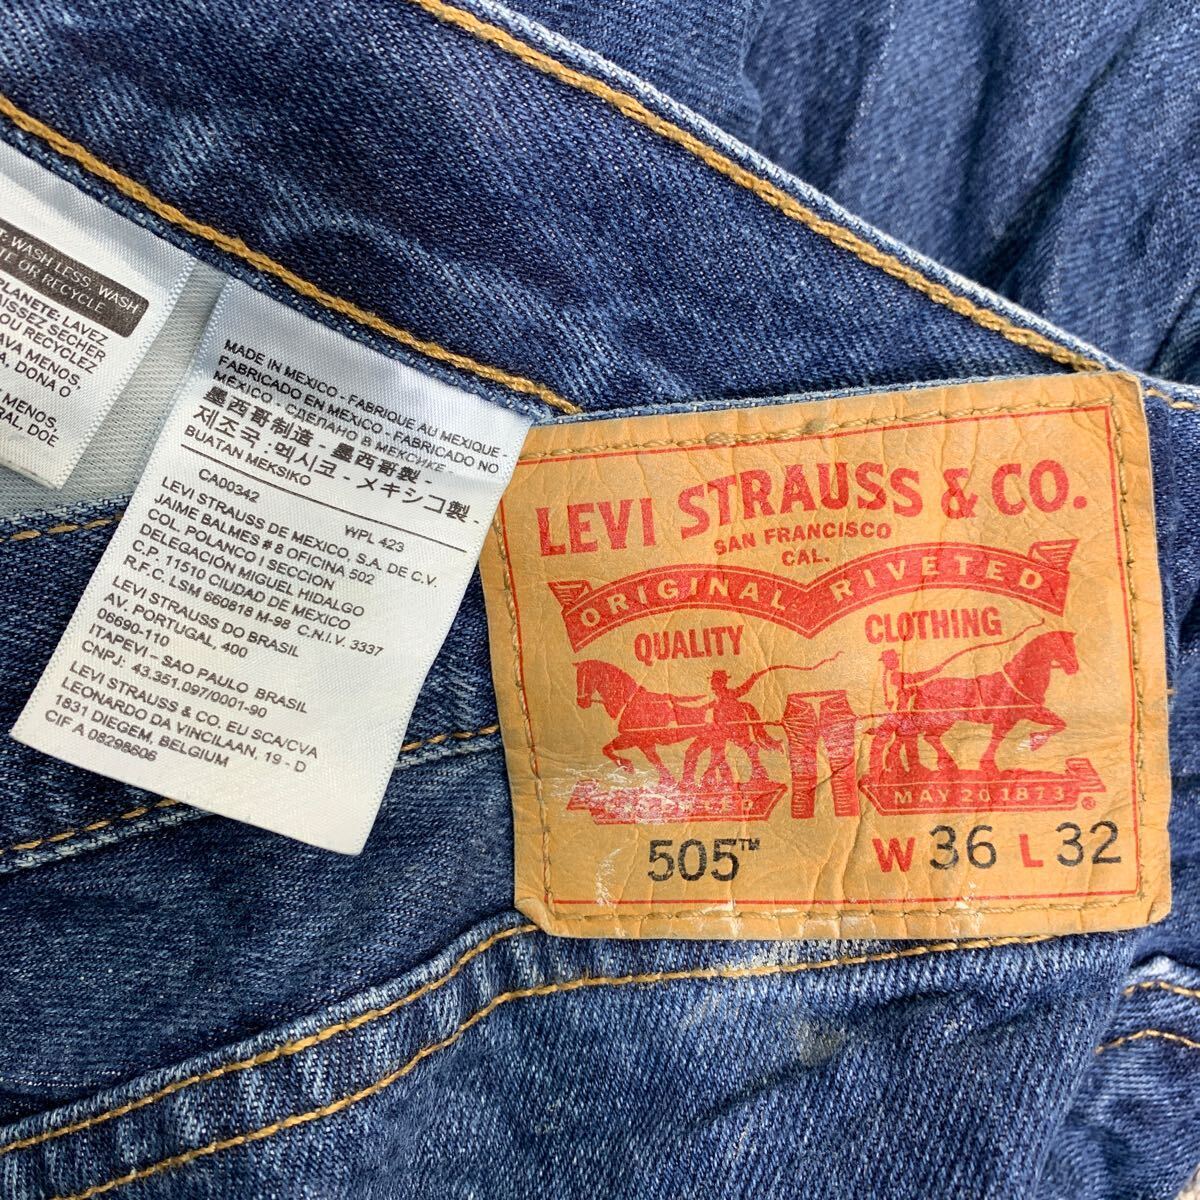 T: WASH LESS: WASH
TE OR RECYCLE
PLANETE: LAVEZ
AISSEZ SÉCHER
OU RECYCLEZ
AVA MENOS,
A, DONA O
MENOS,
RAL, DOE
MADE IN MEXICO - FABRIQUE AU MEXIQUE -
FABRICADO EN MÉXICO - FABRICADO NO
MÉXICO - СДЕЛАНО В МЕКСИКЕ -
墨西哥制造 - 墨西哥製 -
제조국 : 멕시코 - メキシコ製 -
BUATAN MEKSIKO
CA00342 WPL 423
LEVI STRAUSS DE MEXICO, S.A. DE C.V.
JAIME BALMES # 8 OFICINA 502
COL. POLANCO I SECCION
DELEGACIÓN MIGUEL HIDALGO
C.P. 11510 CIUDAD DE MEXICO
R.F.C. LSM 660818 M-98 C.N.I.V. 3337
LEVI STRAUSS DO BRASIL
AV. PORTUGAL, 400
06690-110
ITAPEVI – SAO PAULO BRASIL
CNPJ: 43.351.097/0001-90
LEVI STRAUSS & CO. EU SCA/CVA
LEONARDO DA VINCILAAN, 19 - D
1831 DIEGEM, BELGIUM
CIF A 08298606
LEVI STRAUSS & CO.
SAN FRANCISCO
CAL.
ORIGINAL RIVETED
QUALITY CLOTHING
MAY 20 1873 ®
505™ W 36 L 32